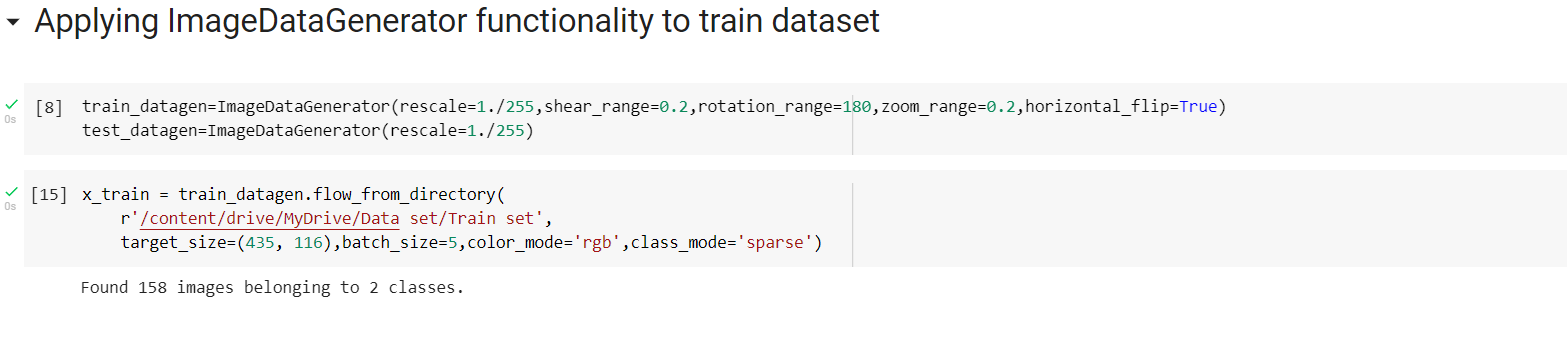 Applying ImageDataGenerator functionality to train dataset
[8] train_datagen=ImageDataGenerator(rescale=1./255,shear_range=0.2,rotation_range=180,zoom_range=0.2,horizontal_flip=True)
0s test_datagen=ImageDataGenerator(rescale=1./255)
[15] x_train = train_datagen.flow_from_directory(
0s r'/content/drive/MyDrive/Data set/Train set',
target_size=(435, 116),batch_size=5,color_mode='rgb',class_mode='sparse')
Found 158 images belonging to 2 classes.